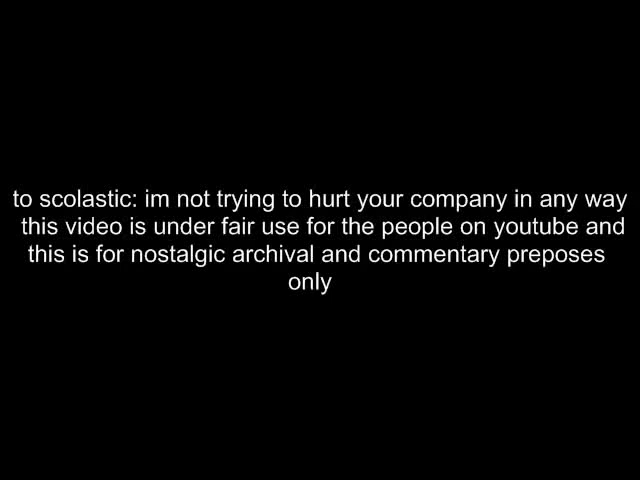 to scolastic: im not trying to hurt your company in any way
this video is under fair use for the people on youtube and
this is for nostalgic archival and commentary preposes
only